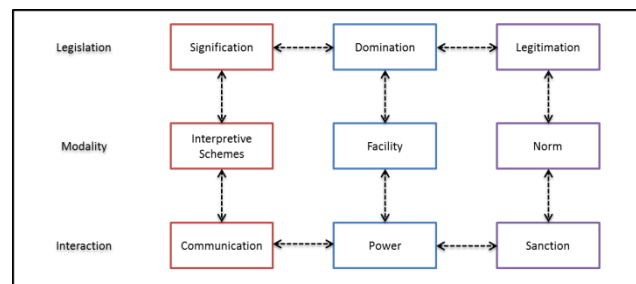 Legislation
Signification
Domination
Legitimation
Modality
Interpretive
Schemes
Facility
Norm
Interaction
Communication
Power
Sanction